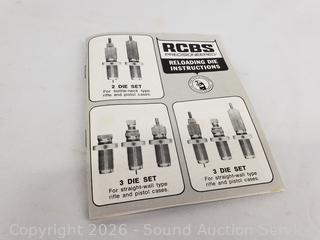 RCBS
PRECISIONEERED
RELOADING DIE
INSTRUCTIONS
2 DIE SET
For bottle-neck type
rifle and pistol cases.
3 DIE SET
For straight-wall type
rifle and pistol cases.
3 DIE SET
For straight-wall type
rifle and pistol cases.
Copyright 2026 - Sound Auction Service